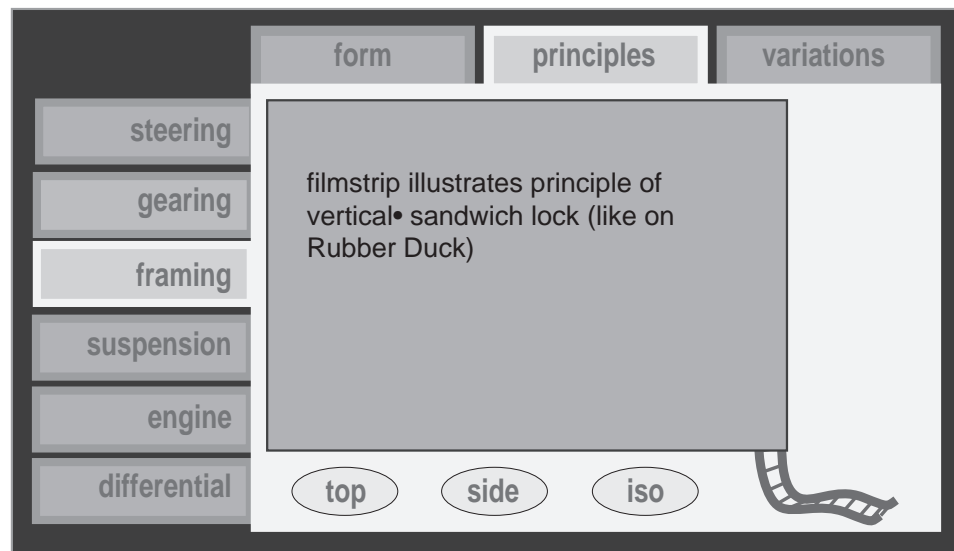 form
principles
variations
steering
gearing
framing
suspension
engine
differential
filmstrip illustrates principle of
vertical• sandwich lock (like on
Rubber Duck)
top
side
iso